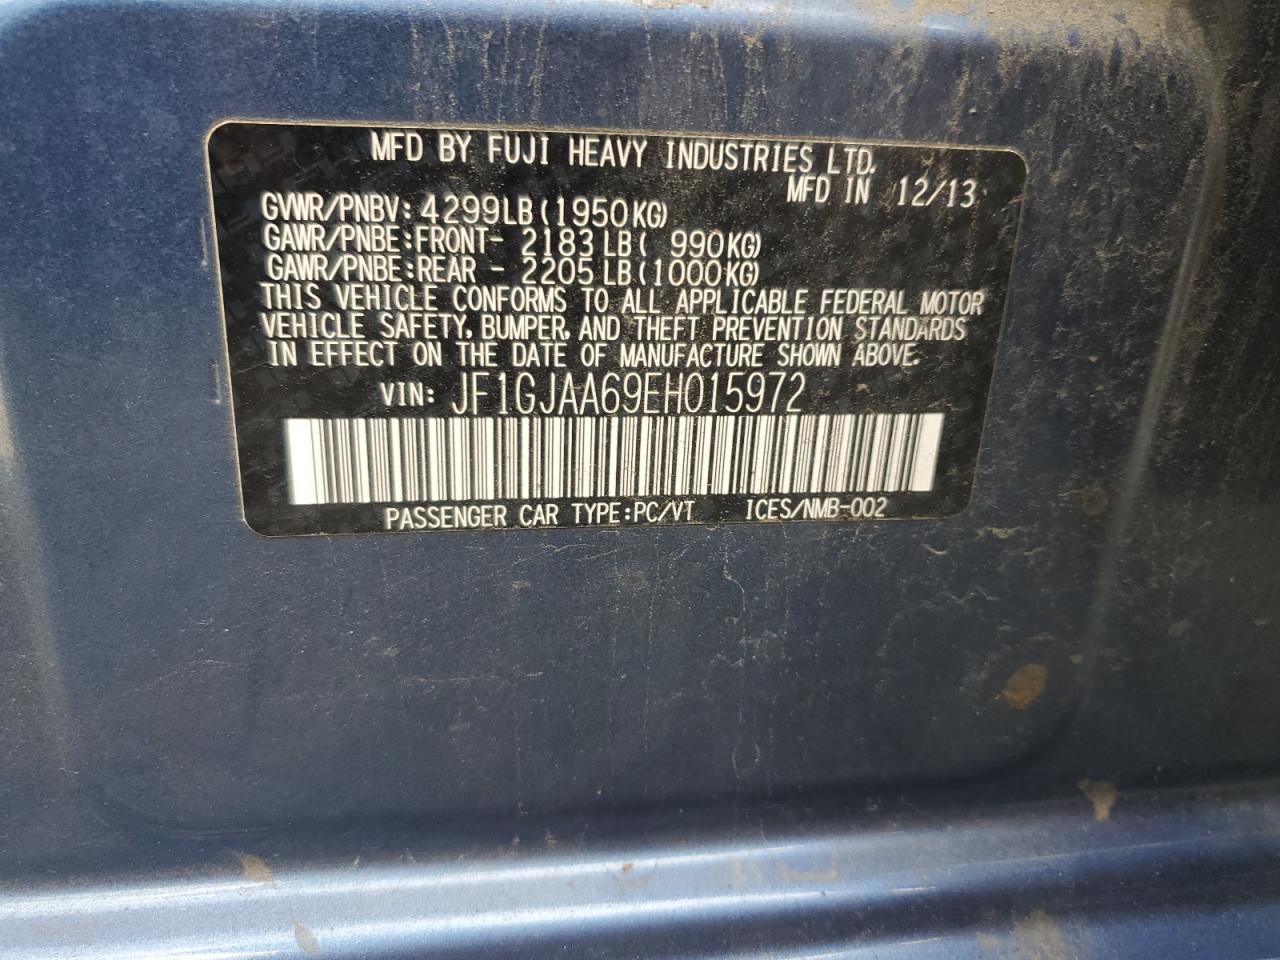 MFD BY FUJI HEAVY INDUSTRIES LTD.
MFD IN 12/13
GVWR/PNBV: 4299LB(1950KG)
GAWR/PNBE:FRONT- 2183LB( 990KG)
GAWR/PNBE:REAR - 2205LB(1000KG)
THIS VEHICLE CONFORMS TO ALL APPLICABLE FEDERAL MOTOR
VEHICLE SAFETY, BUMPER, AND THEFT PREVENTION STANDARDS
IN EFFECT ON THE DATE OF MANUFACTURE SHOWN ABOVE.
VIN: JF1GJAA69EH015972
PASSENGER CAR TYPE:PC/VT ICES/NMB-002